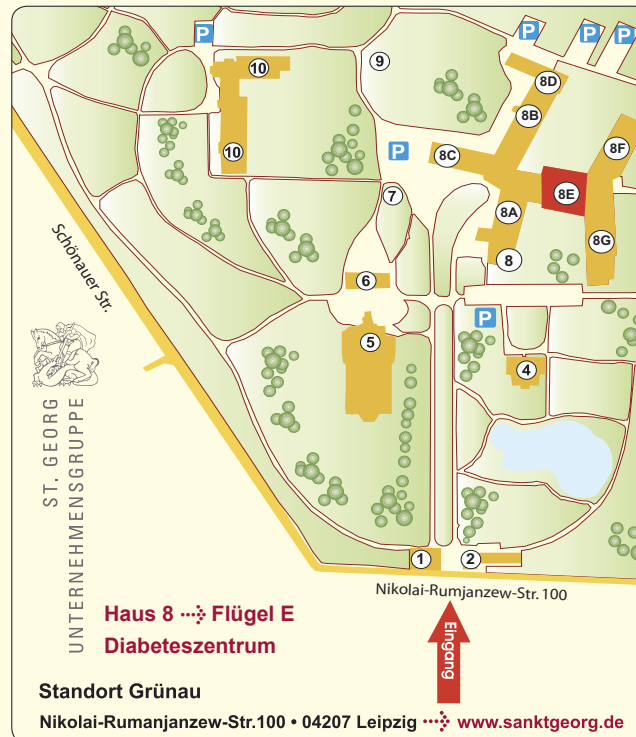 P
P
P
P
10
9
8D
8B
8F
10
P
8C
8E
7
8A
8G
8
6
Schönauer Str.
P
5
4
ST. GEORG
UNTERNEHMENSGRUPPE
1
2
Nikolai-Rumjanzew-Str. 100
Eingang
Haus 8 ····> Flügel E
Diabeteszentrum
Standort Grünau
Nikolai-Rumanjanzew-Str.100 • 04207 Leipzig ····> www.sanktgeorg.de